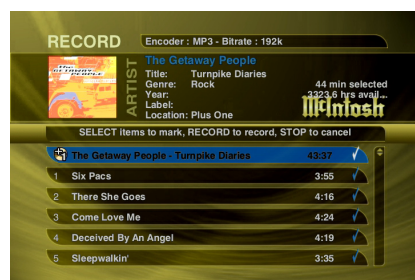 RECORD
Encoder : MP3 - Bitrate : 192k
the GETAWAY PEOPLE
ARTIST
The Getaway People
Title: Turnpike Diaries
Genre: Rock
Year:
Label:
Location: Plus One
44 min selected
3323.6 hrs avail...
McIntosh
SELECT items to mark, RECORD to record, STOP to cancel
The Getaway People - Turnpike Diaries 43:37
1 Six Pacs 3:55
2 There She Goes 4:16
3 Come Love Me 4:24
4 Deceived By An Angel 4:19
5 Sleepwalkin' 3:35